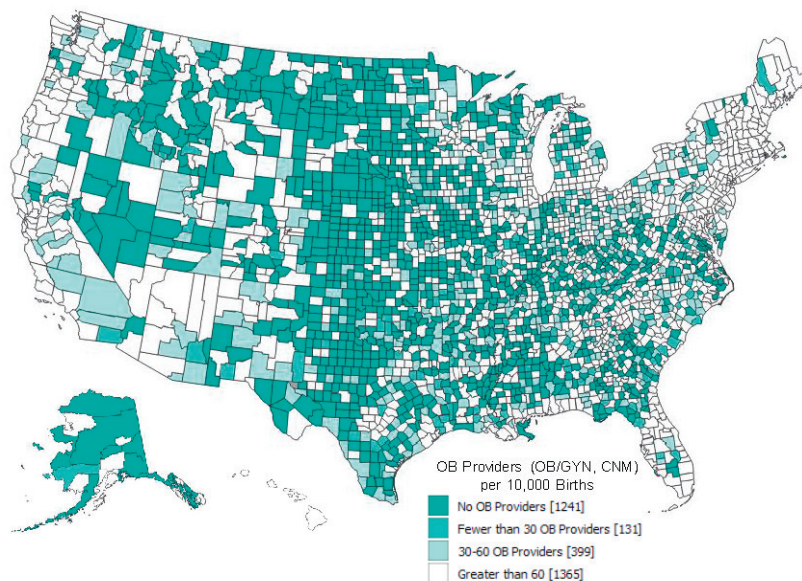 OB Providers (OB/GYN, CNM)
per 10,000 Births
No OB Providers [1241]
Fewer than 30 OB Providers [131]
30-60 OB Providers [399]
Greater than 60 [1365]